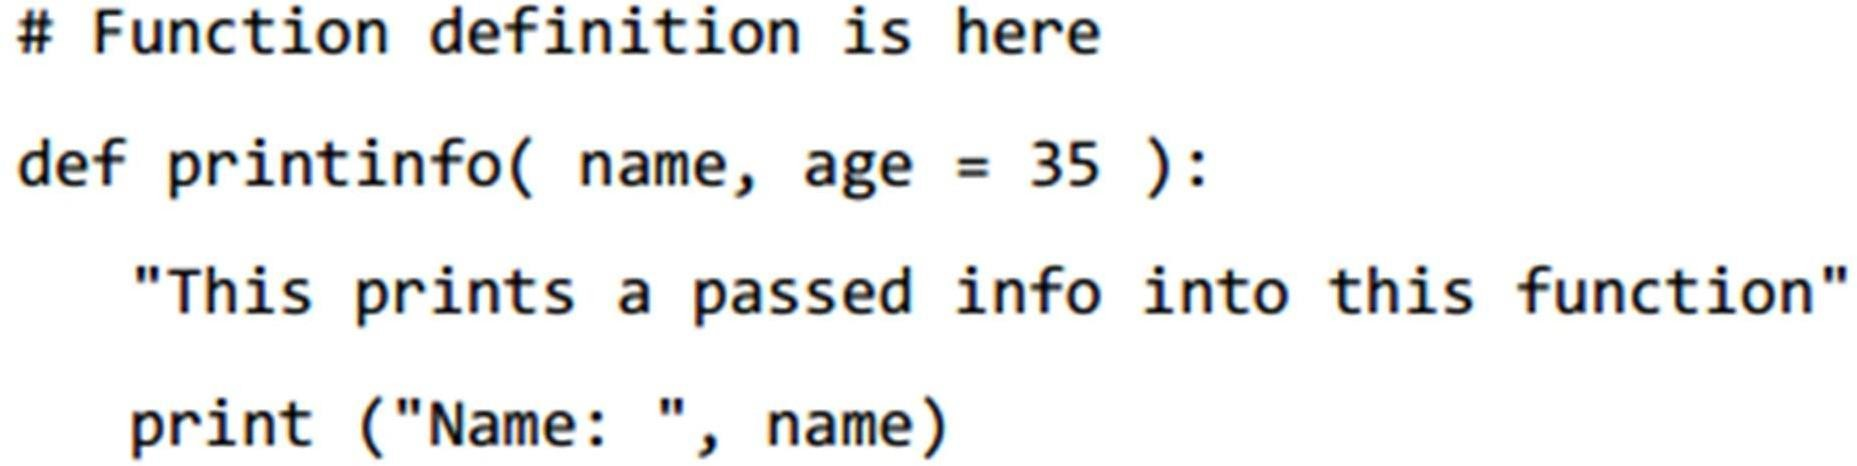 # Function definition is here
def printinfo( name, age = 35 ):
   "This prints a passed info into this function"
   print ("Name: ", name)